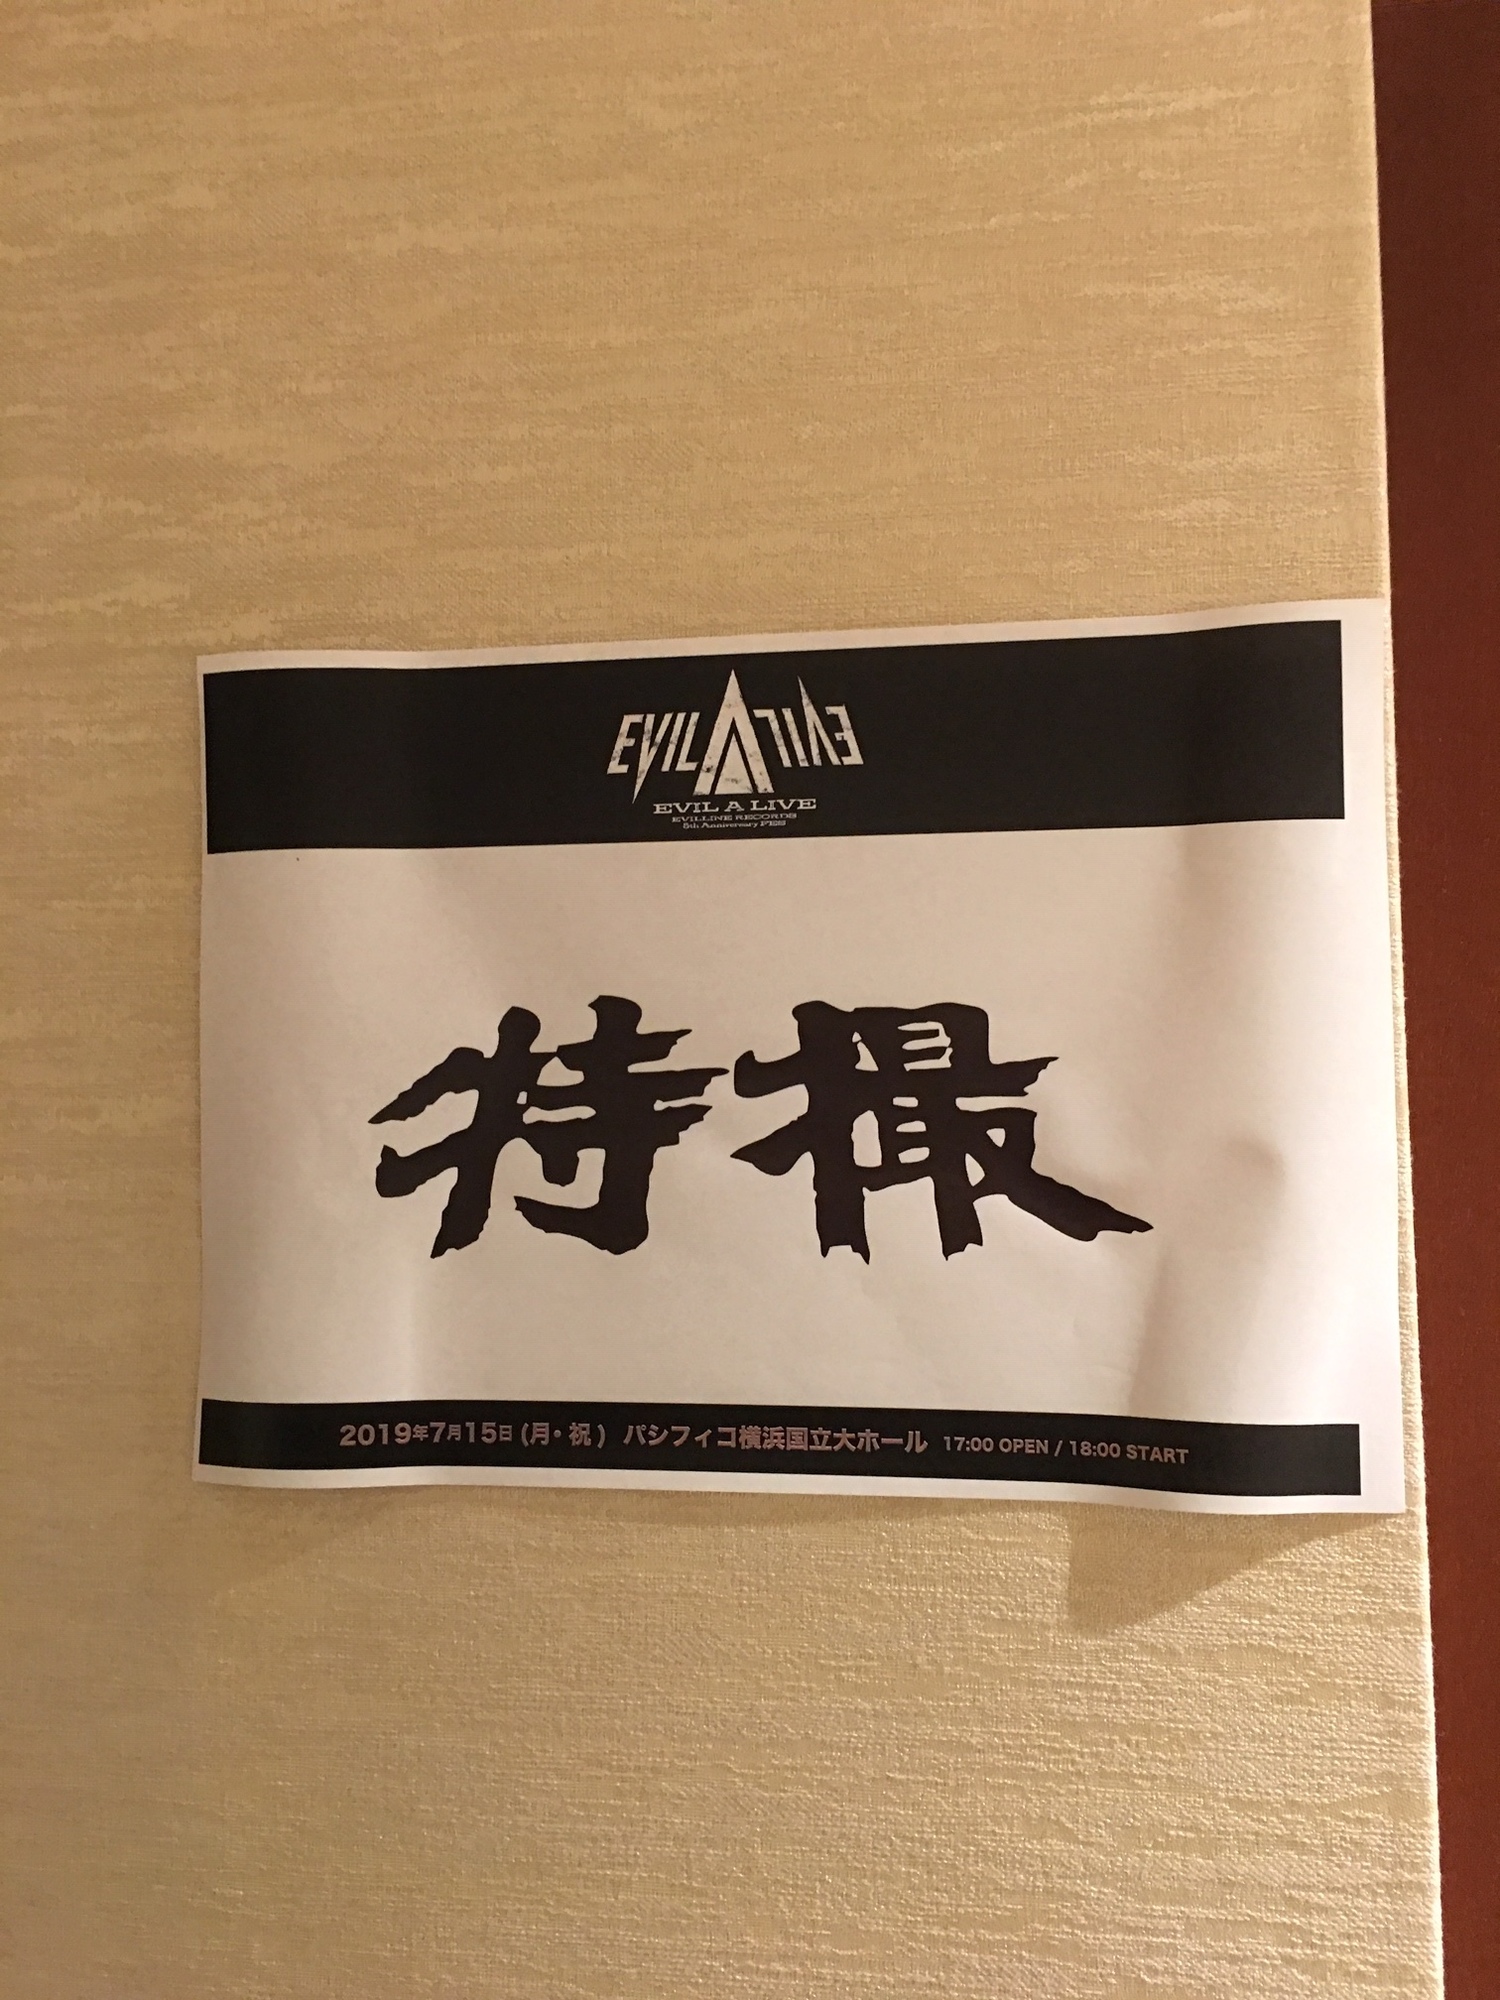 EVIL A LIVE
EVIL A LIVE
EVILLINE RECORDS
5th Anniversary FES
特撮
2019年7月15日 (月・祝) パシフィコ横浜国立大ホール 17:00 OPEN / 18:00 START